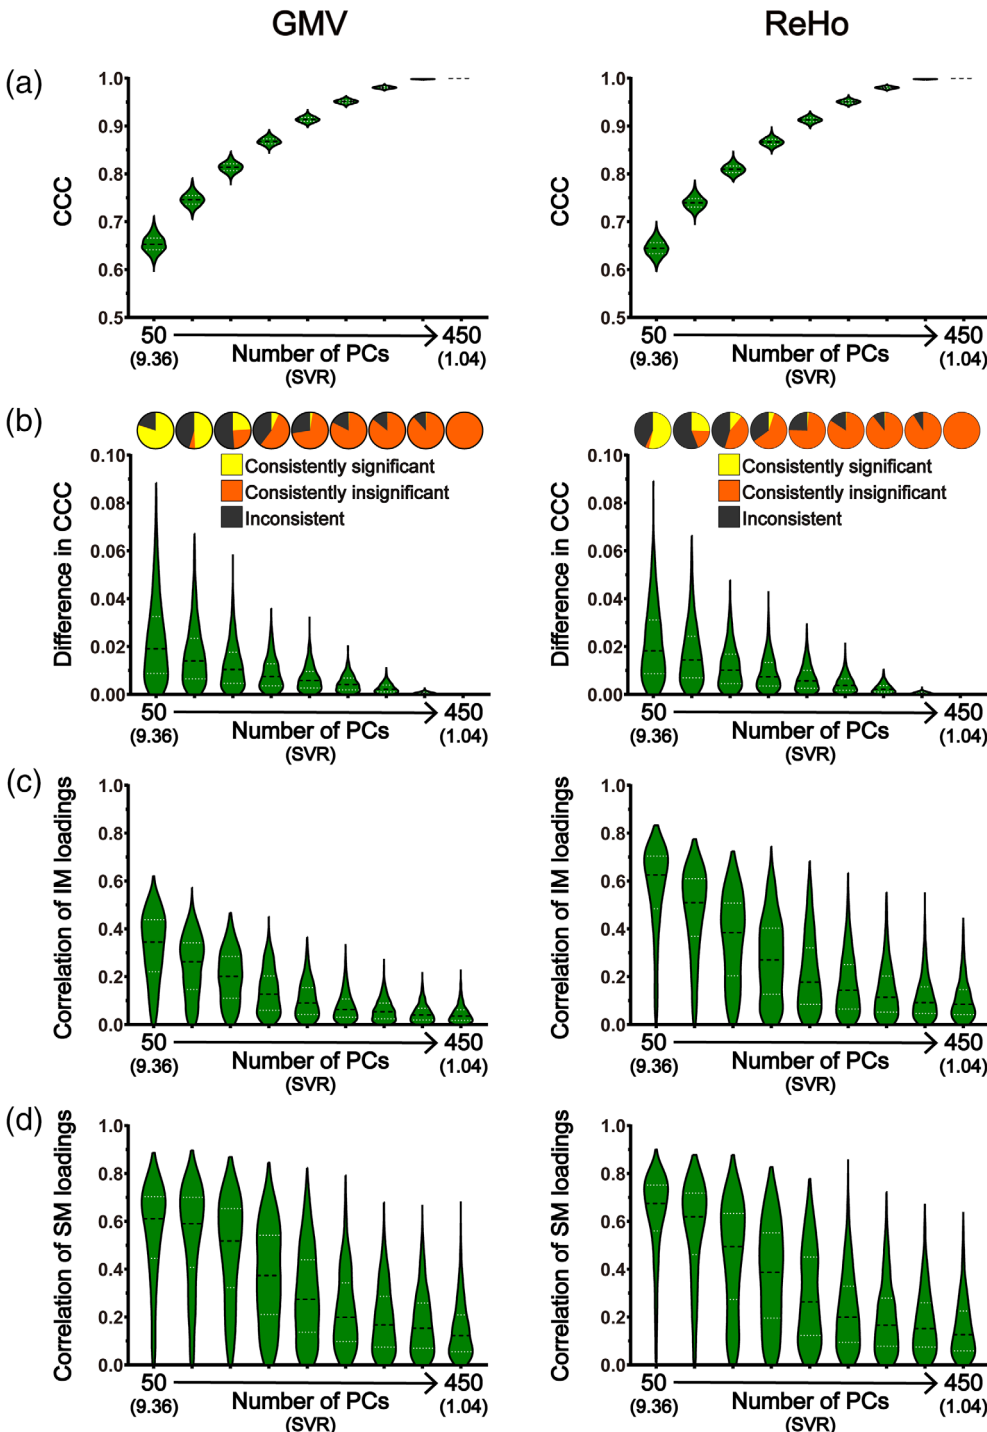 GMV ReHo
(a)
CCC
1.0
0.9
0.8
0.7
0.6
0.5
50 450
(9.36) Number of PCs (1.04)
(SVR)
CCC
1.0
0.9
0.8
0.7
0.6
0.5
50 450
(9.36) Number of PCs (1.04)
(SVR)
(b)
Consistently significant
Consistently insignificant
Inconsistent
Difference in CCC
0.10
0.08
0.06
0.04
0.02
0.00
50 450
(9.36) Number of PCs (1.04)
(SVR)
Consistently significant
Consistently insignificant
Inconsistent
Difference in CCC
0.10
0.08
0.06
0.04
0.02
0.00
50 450
(9.36) Number of PCs (1.04)
(SVR)
(c)
Correlation of IM loadings
1.0
0.8
0.6
0.4
0.2
0.0
50 450
(9.36) Number of PCs (1.04)
(SVR)
Correlation of IM loadings
1.0
0.8
0.6
0.4
0.2
0.0
50 450
(9.36) Number of PCs (1.04)
(SVR)
(d)
Correlation of SM loadings
1.0
0.8
0.6
0.4
0.2
0.0
50 450
(9.36) Number of PCs (1.04)
(SVR)
Correlation of SM loadings
1.0
0.8
0.6
0.4
0.2
0.0
50 450
(9.36) Number of PCs (1.04)
(SVR)